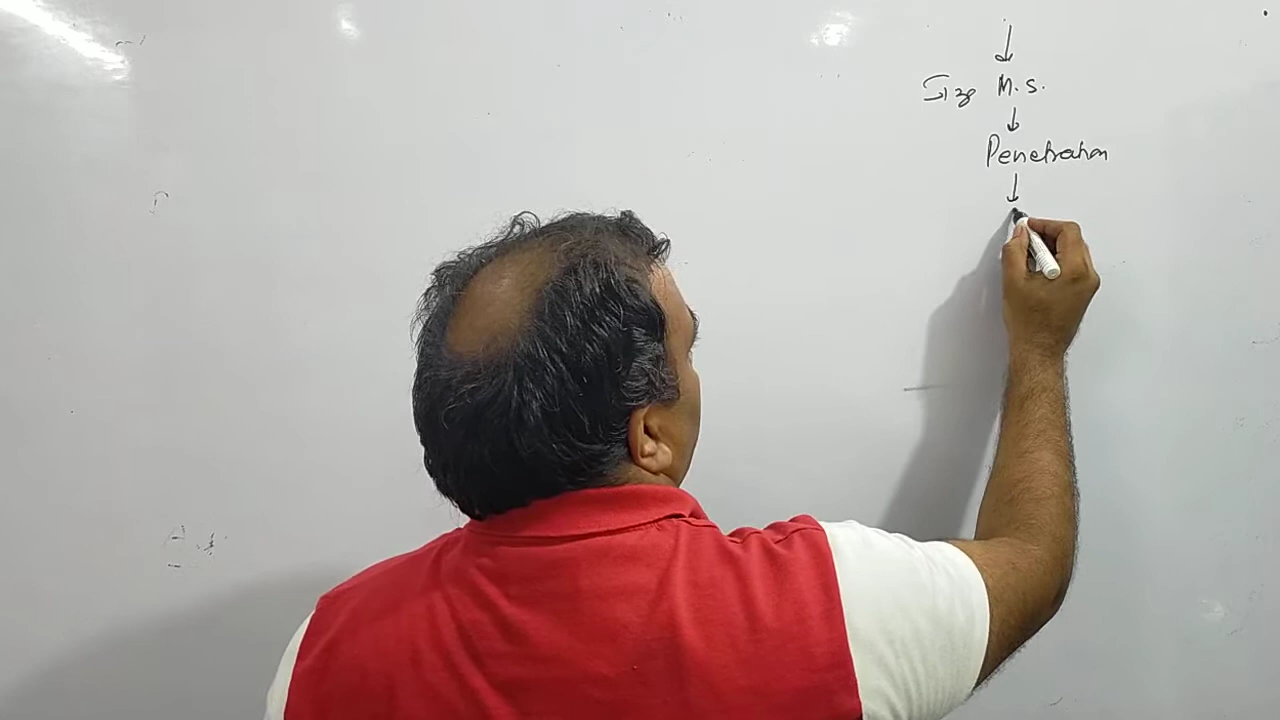 ↓
Size M.S.
↓
Penetration
↓